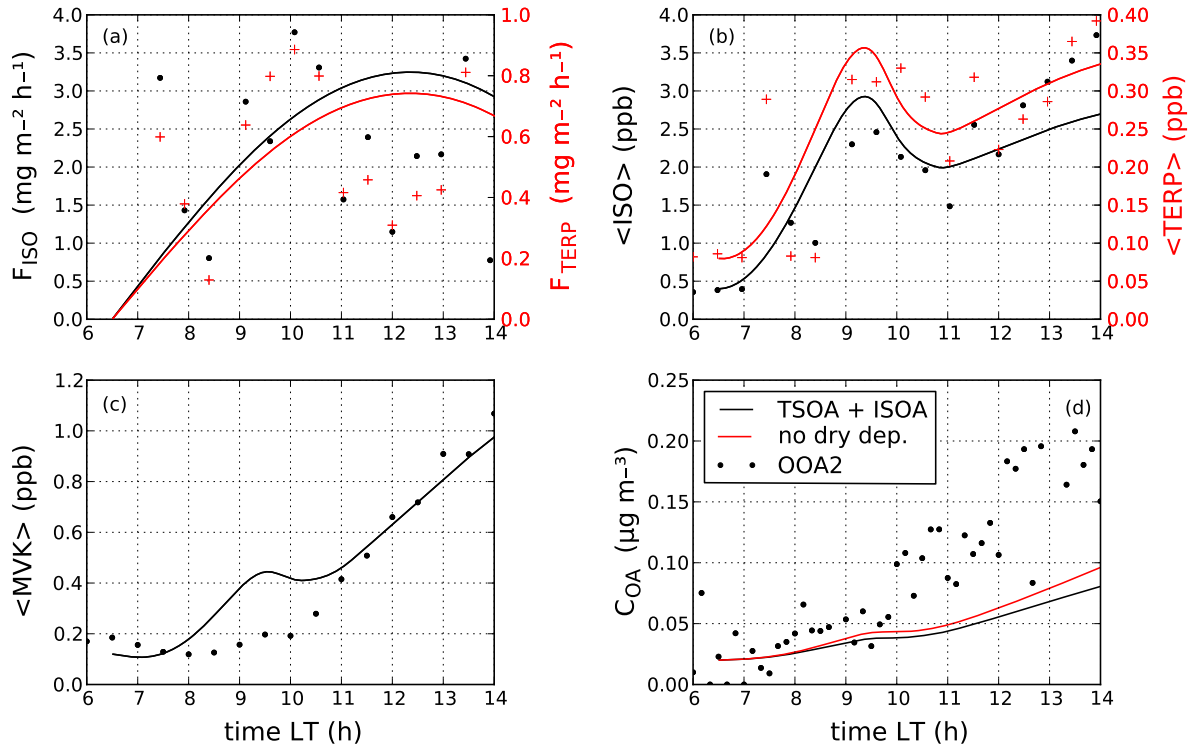 (a)
4.0
3.5
3.0
2.5
2.0
1.5
1.0
0.5
0.0
F_ISO (mg m−² h−¹)
1.0
0.8
0.6
0.4
0.2
0.0
F_TERP (mg m−² h−¹)
6 7 8 9 10 11 12 13 14
(b)
4.0
3.5
3.0
2.5
2.0
1.5
1.0
0.5
0.0
<ISO> (ppb)
0.40
0.35
0.30
0.25
0.20
0.15
0.10
0.05
0.00
<TERP> (ppb)
6 7 8 9 10 11 12 13 14
(c)
1.2
1.0
0.8
0.6
0.4
0.2
0.0
<MVK> (ppb)
6 7 8 9 10 11 12 13 14
time LT (h)
(d)
0.25
0.20
0.15
0.10
0.05
0.00
C_OA (µg m−³)
TSOA + ISOA
no dry dep.
OOA2
6 7 8 9 10 11 12 13 14
time LT (h)